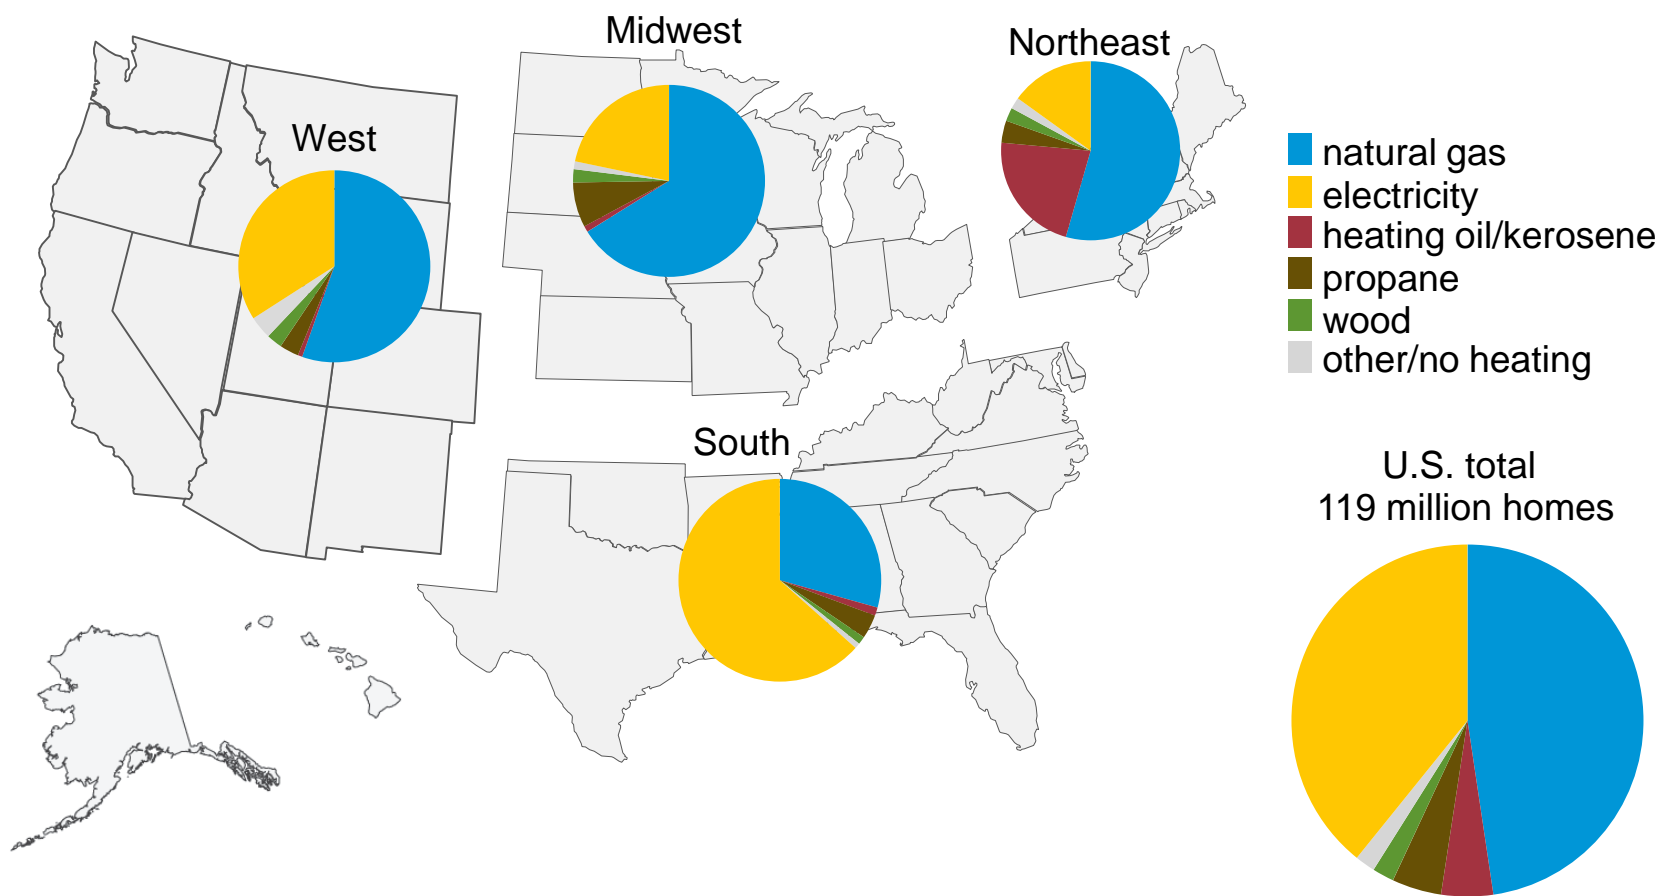 Midwest
Northeast
West
natural gas
electricity
heating oil/kerosene
propane
wood
other/no heating
South
U.S. total
119 million homes